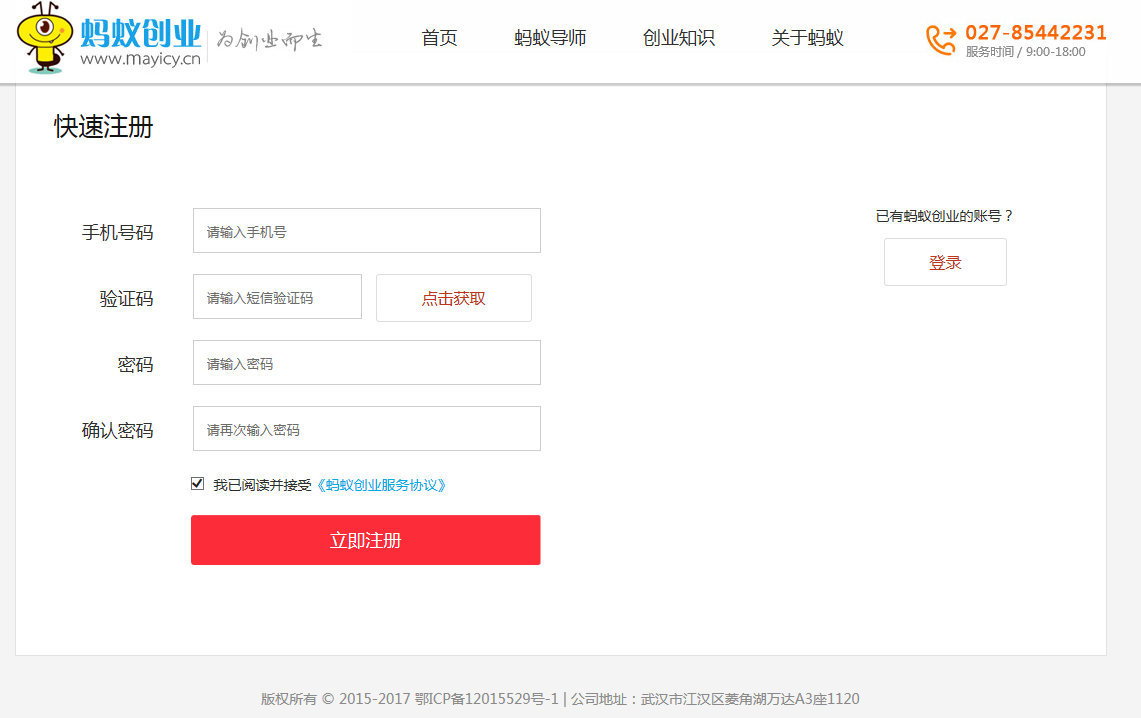 蚂蚁创业
www.mayicy.cn
为创业而生
首页
蚂蚁导师
创业知识
关于蚂蚁
027-85442231
服务时间 / 9:00-18:00
快速注册
手机号码
请输入手机号
已有蚂蚁创业的账号？
登录
验证码
请输入短信验证码
点击获取
密码
请输入密码
确认密码
请再次输入密码
我已阅读并接受《蚂蚁创业服务协议》
立即注册
版权所有 © 2015-2017 鄂ICP备12015529号-1 | 公司地址：武汉市江汉区菱角湖万达A3座1120